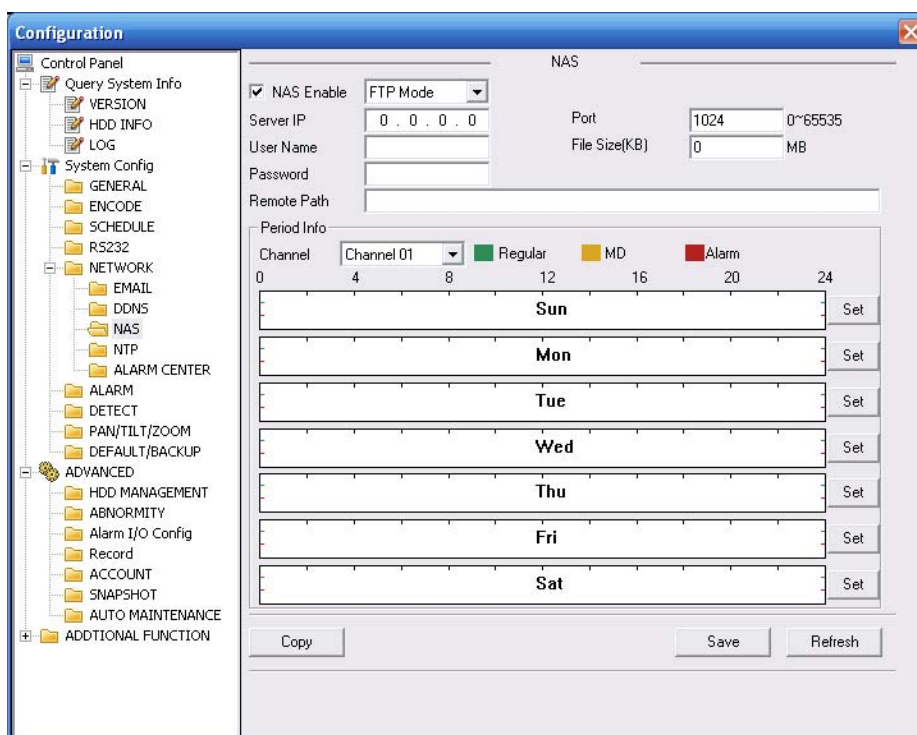 Configuration
Control Panel
Query System Info
VERSION
HDD INFO
LOG
System Config
GENERAL
ENCODE
SCHEDULE
RS232
NETWORK
EMAIL
DDNS
NAS
NTP
ALARM CENTER
ALARM
DETECT
PAN/TILT/ZOOM
DEFAULT/BACKUP
ADVANCED
HDD MANAGEMENT
ABNORMITY
Alarm I/O Config
Record
ACCOUNT
SNAPSHOT
AUTO MAINTENANCE
ADDTIONAL FUNCTION
NAS
NAS Enable FTP Mode
Server IP 0 . 0 . 0 . 0 Port 1024 0~65535
User Name File Size(KB) 0 MB
Password
Remote Path
Period Info
Channel Channel 01 Regular MD Alarm
0 4 8 12 16 20 24
Sun Set
Mon Set
Tue Set
Wed Set
Thu Set
Fri Set
Sat Set
Copy Save Refresh